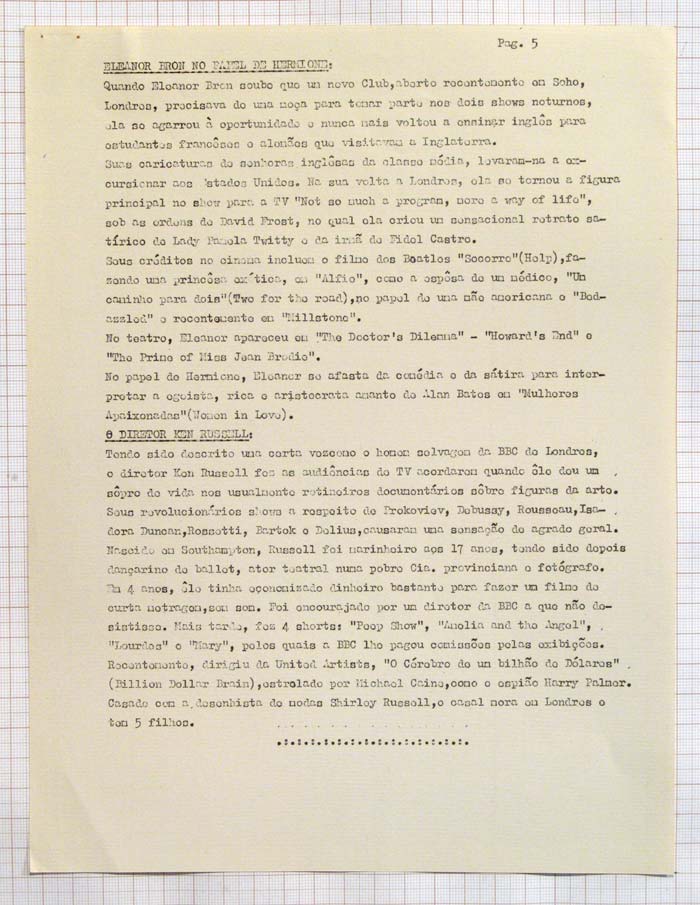 Pag. 5
ELEANOR BRON NO PAPEL DE HERMIONE:
Quando Eleanor Bron soube que um novo Club,aberto recentemente em Soho,
Londres, precisava de uma moça para tomar parte nos dois shows noturnos,
ela se agarrou à oportunidade e nunca mais voltou a ensinar inglês para
estudantes francêses e alemães que visitavam a Inglaterra.
Suas caricaturas de senhoras inglêsas da classe média, levaram-na a ex-
cursionar aos Estados Unidos. Na sua volta a Londres, ela se tornou a figura
principal no show para a TV "Not so much a program, more a way of life",
sob as ordens de David Frost, no qual ela criou um sensacional retrato sa-
tírico de Lady Pamela Twitty e da irmã de Fidel Castro.
Seus créditos no cinema incluem o filme dos Beatles "Socorro"(Help),fa-
zendo uma princêsa exótica, em "Alfie", como a espôsa de um médico, "Um
caminho para dois"(Two for the road),no papel de uma mãe americana e "Bed-
azzled" e recentemente em "Millstone".
No teatro, Eleanor apareceu em "The Doctor's Dilemma" - "Howard's End" e
"The Prime of Miss Jean Brodie".
No papel de Hermione, Eleanor se afasta da comédia e da sátira para inter-
pretar a egoista, rica e aristocrata amante de Alan Bates em "Mulheres
Apaixonadas"(Women in Love).
O DIRETOR KEN RUSSELL:
Tendo sido descrito uma certa vezcomo o homem selvagem da BBC de Londres,
o diretor Ken Russell fez as audiências de TV acordarem quando êle deu um
sôpro de vida nos usualmente rotineiros documentários sôbre figuras da arte.
Seus revolucionários shows a respeito de Prokoviev, Debussy, Rousseau,Isa-
dora Duncan,Rossetti, Bartok e Delius,causaram uma sensação de agrado geral.
Nascido em Southampton, Russell foi marinheiro aos 17 anos, tendo sido depois
dançarino de ballet, ator teatral numa pobre Cia. provinciana e fotógrafo.
Em 4 anos, êle tinha economizado dinheiro bastante para fazer um filme de
curta metragem,sem som. Foi encourajado por um diretor da BBC a que não de-
sistisse. Mais tarde, fez 4 shorts: "Peep Show", "Amelia and the Angel",
"Lourdes" e "Mary", pelos quais a BBC lhe pagou comissões pelas exibições.
Recentemente, dirigiu da United Artists, "O Cérebro de um bilhão de Dólares"
(Billion Dollar Brain),estrelado por Michael Caine,como o espião Harry Palmer.
Casado com a desenhista de modas Shirley Russell,o casal mora em Londres e
tem 5 filhos.